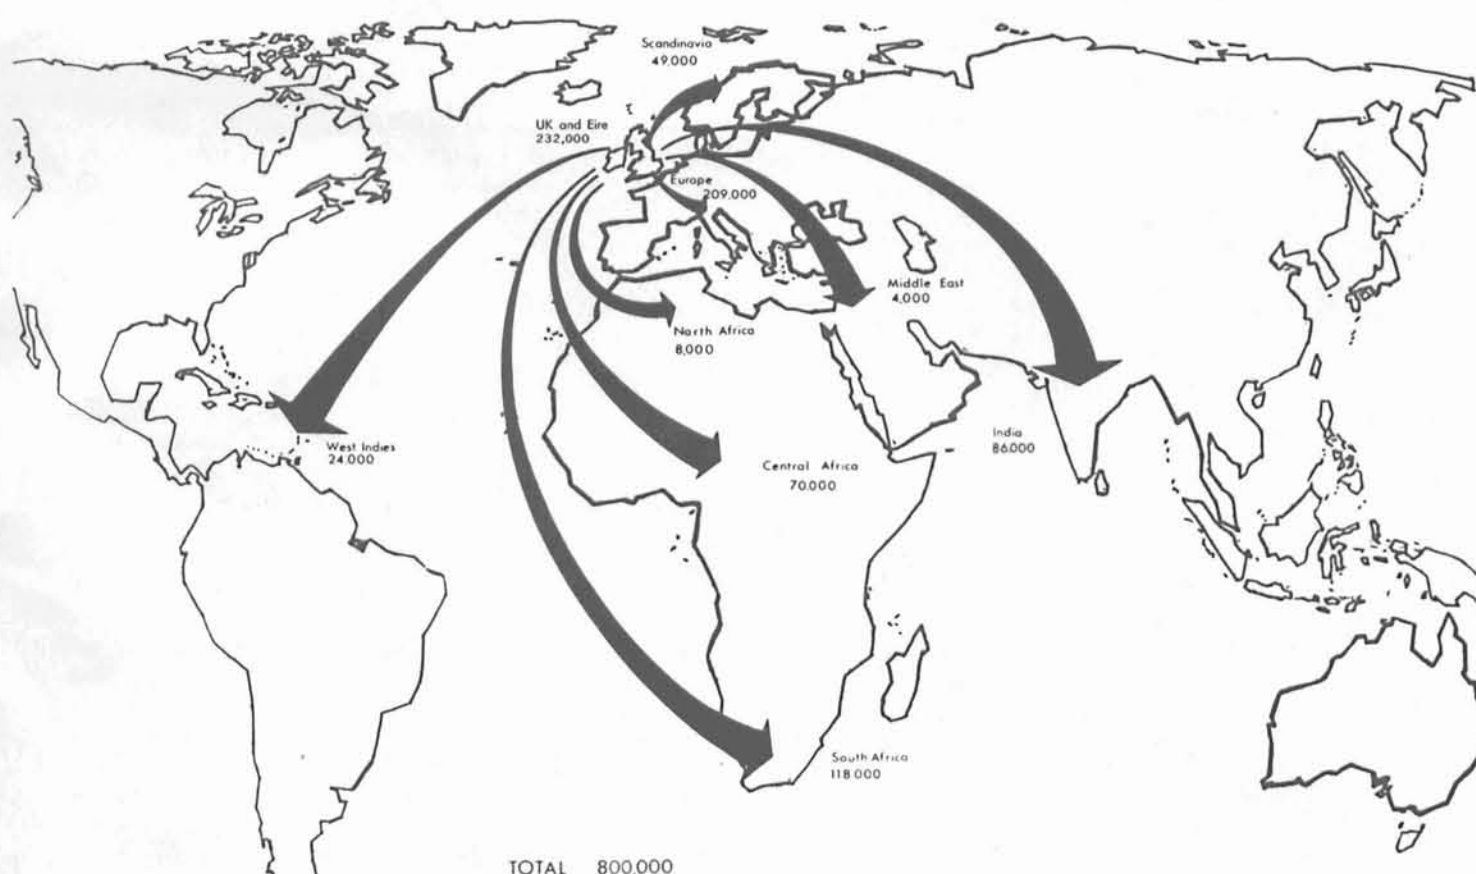 Scandinavia
49,000
UK and Eire
232,000
Europe
209,000
Middle East
4,000
North Africa
8,000
West Indies
24,000
India
86,000
Central Africa
70,000
South Africa
118 000
TOTAL 800,000